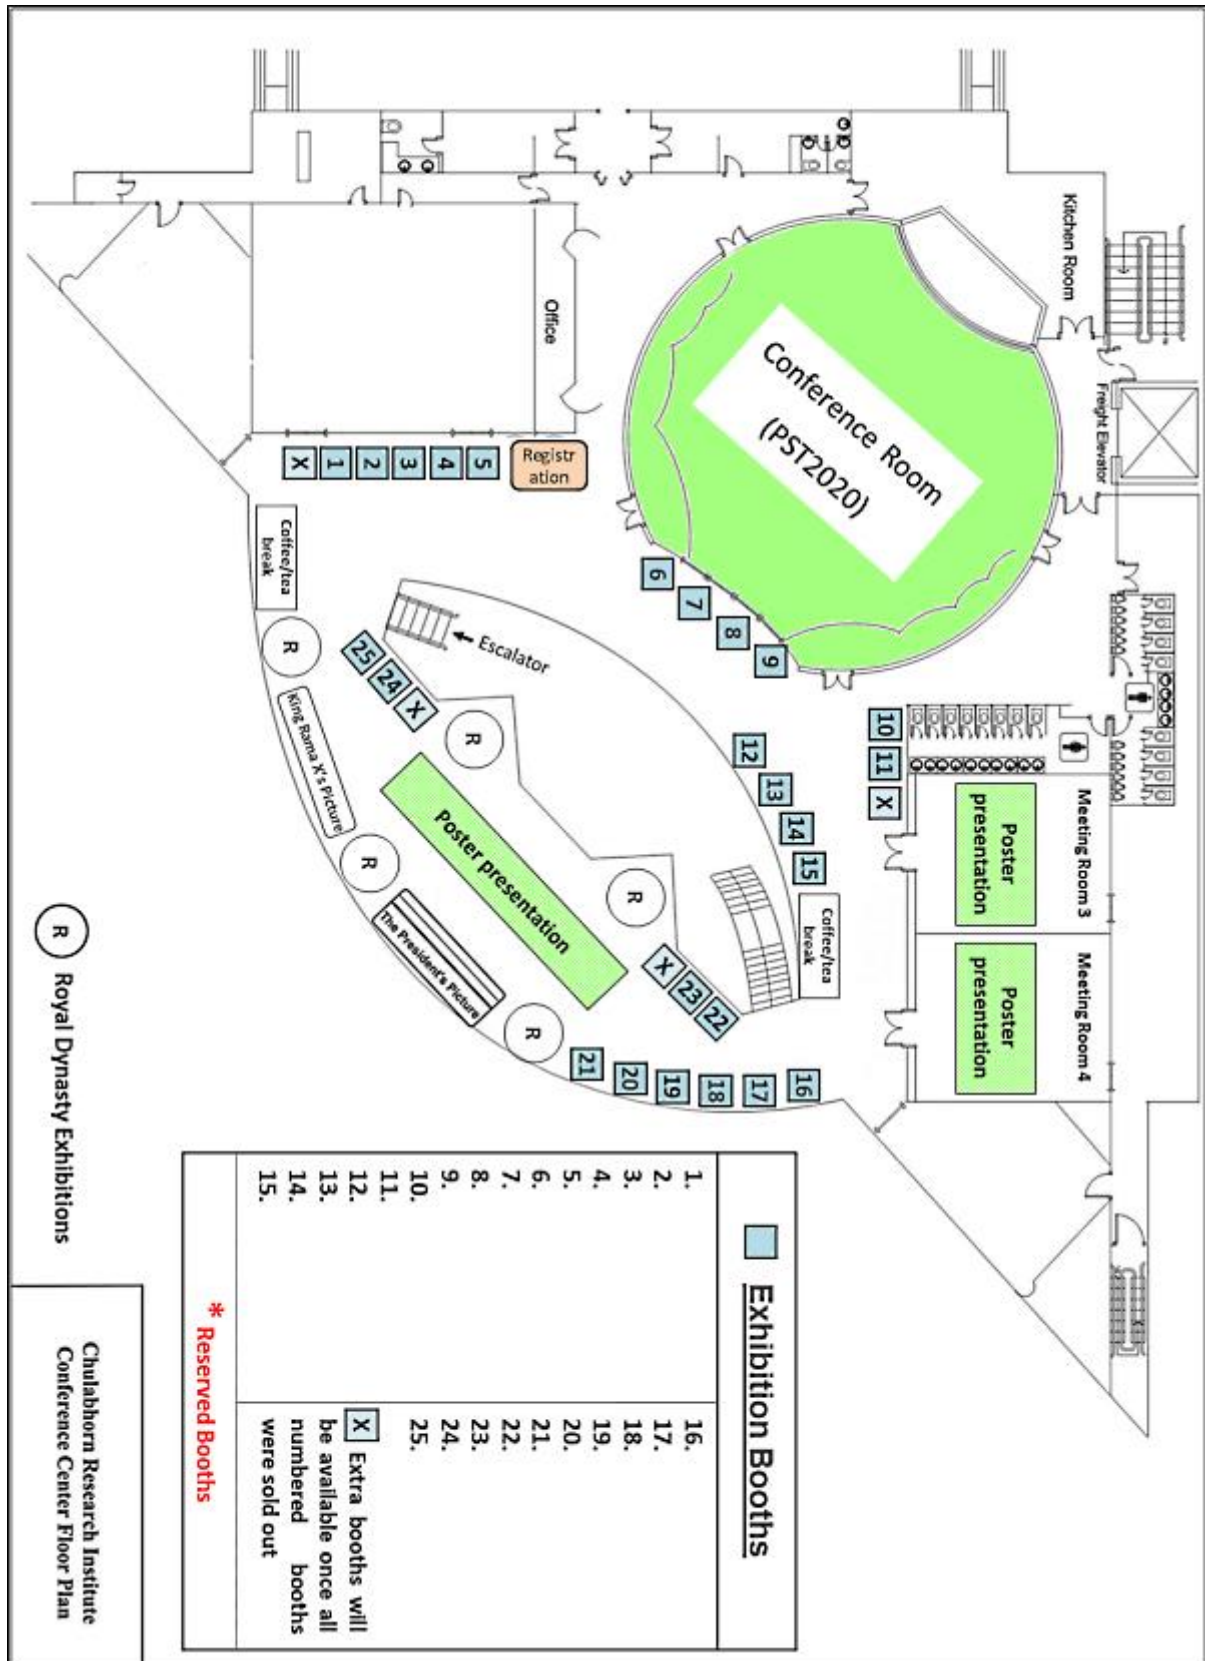 Kitchen Room
Freight Elevator
Conference Room
(PST2020)
Office
Registr
ation
X
1
2
3
4
5
6
7
8
9
10
11
X
Meeting Room 3
Poster
presentation
Meeting Room 4
Poster
presentation
Coffee/tea
break
Escalator
12
13
14
15
Coffee/tea
break
R
25
24
X
R
King Rama X's Picture
Poster presentation
R
R
The President's Picture
X
23
22
R
21
20
19
18
17
16
R Royal Dynasty Exhibitions
Exhibition Booths
1.
2.
3.
4.
5.
6.
7.
8.
9.
10.
11.
12.
13.
14.
15.
16.
17.
18.
19.
20.
21.
22.
23.
24.
25.
X Extra booths will
be available once all
numbered booths
were sold out
* Reserved Booths
Chulabhorn Research Institute
Conference Center Floor Plan